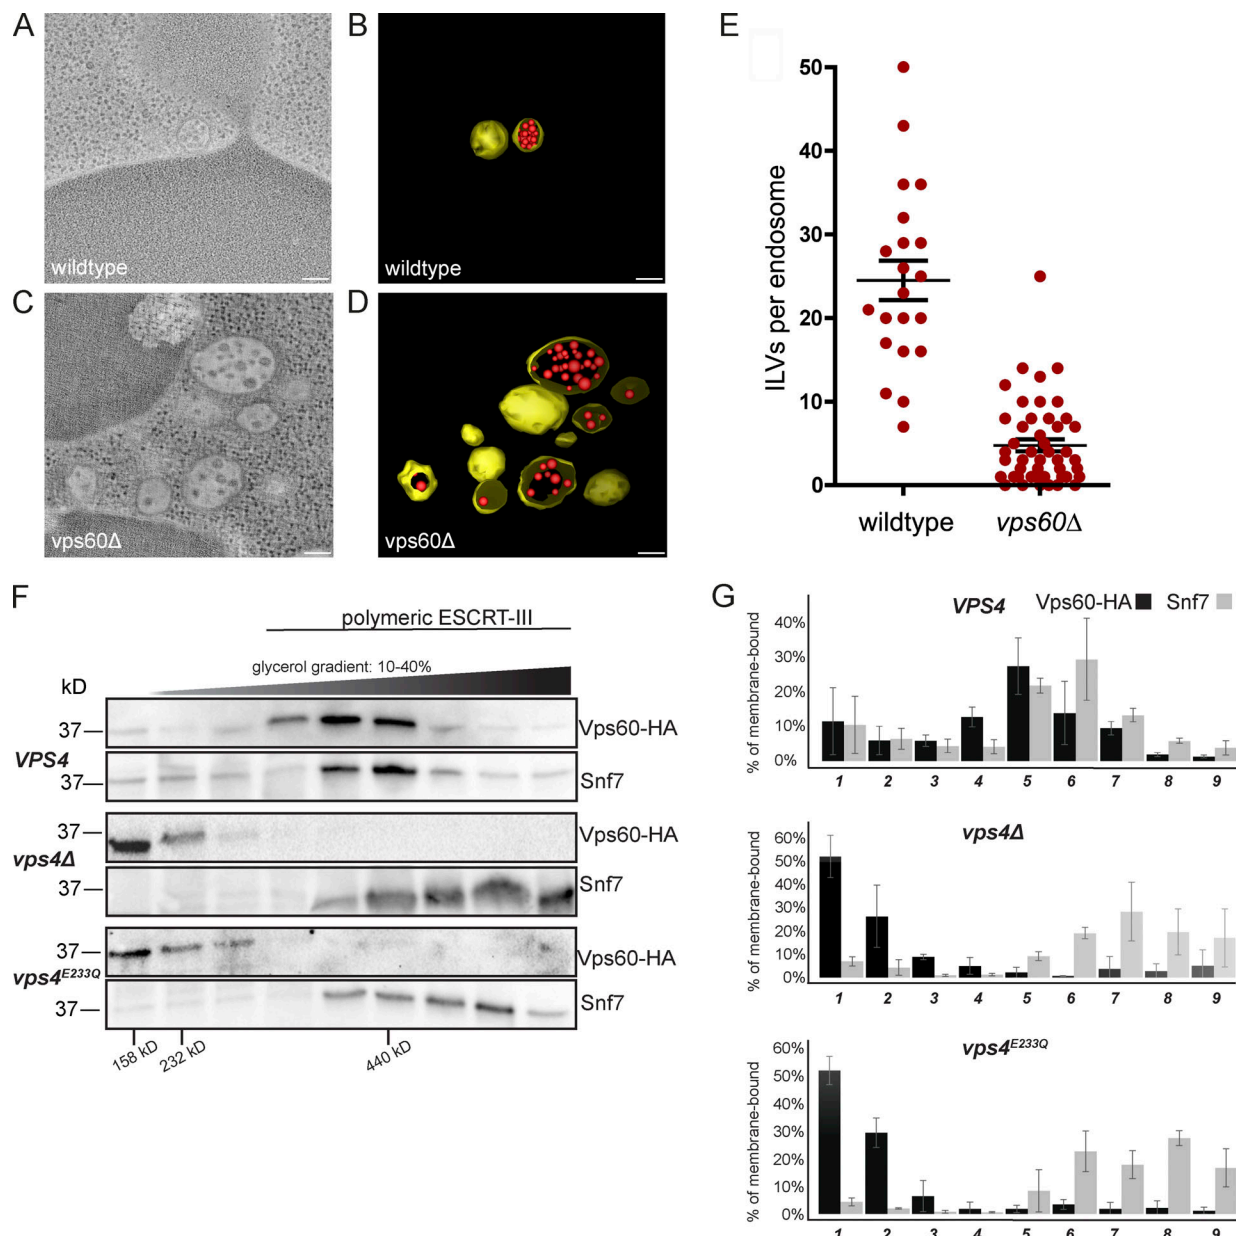 A
wildtype
B
wildtype
C
vps60Δ
D
vps60Δ
E
ILVs per endosome
50
40
30
20
10
0
wildtype
vps60Δ
F
polymeric ESCRT-III
glycerol gradient: 10-40%
kD
37
Vps60-HA
VPS4
37
Snf7
37
Vps60-HA
vps4Δ
37
Snf7
37
Vps60-HA
vps4E233Q
37
Snf7
158 kD
232 kD
440 kD
G
VPS4
Vps60-HA
Snf7
% of membrane-bound
40%
30%
20%
10%
0%
1 2 3 4 5 6 7 8 9
vps4Δ
% of membrane-bound
60%
50%
40%
30%
20%
10%
0%
1 2 3 4 5 6 7 8 9
vps4E233Q
% of membrane-bound
60%
50%
40%
30%
20%
10%
0%
1 2 3 4 5 6 7 8 9